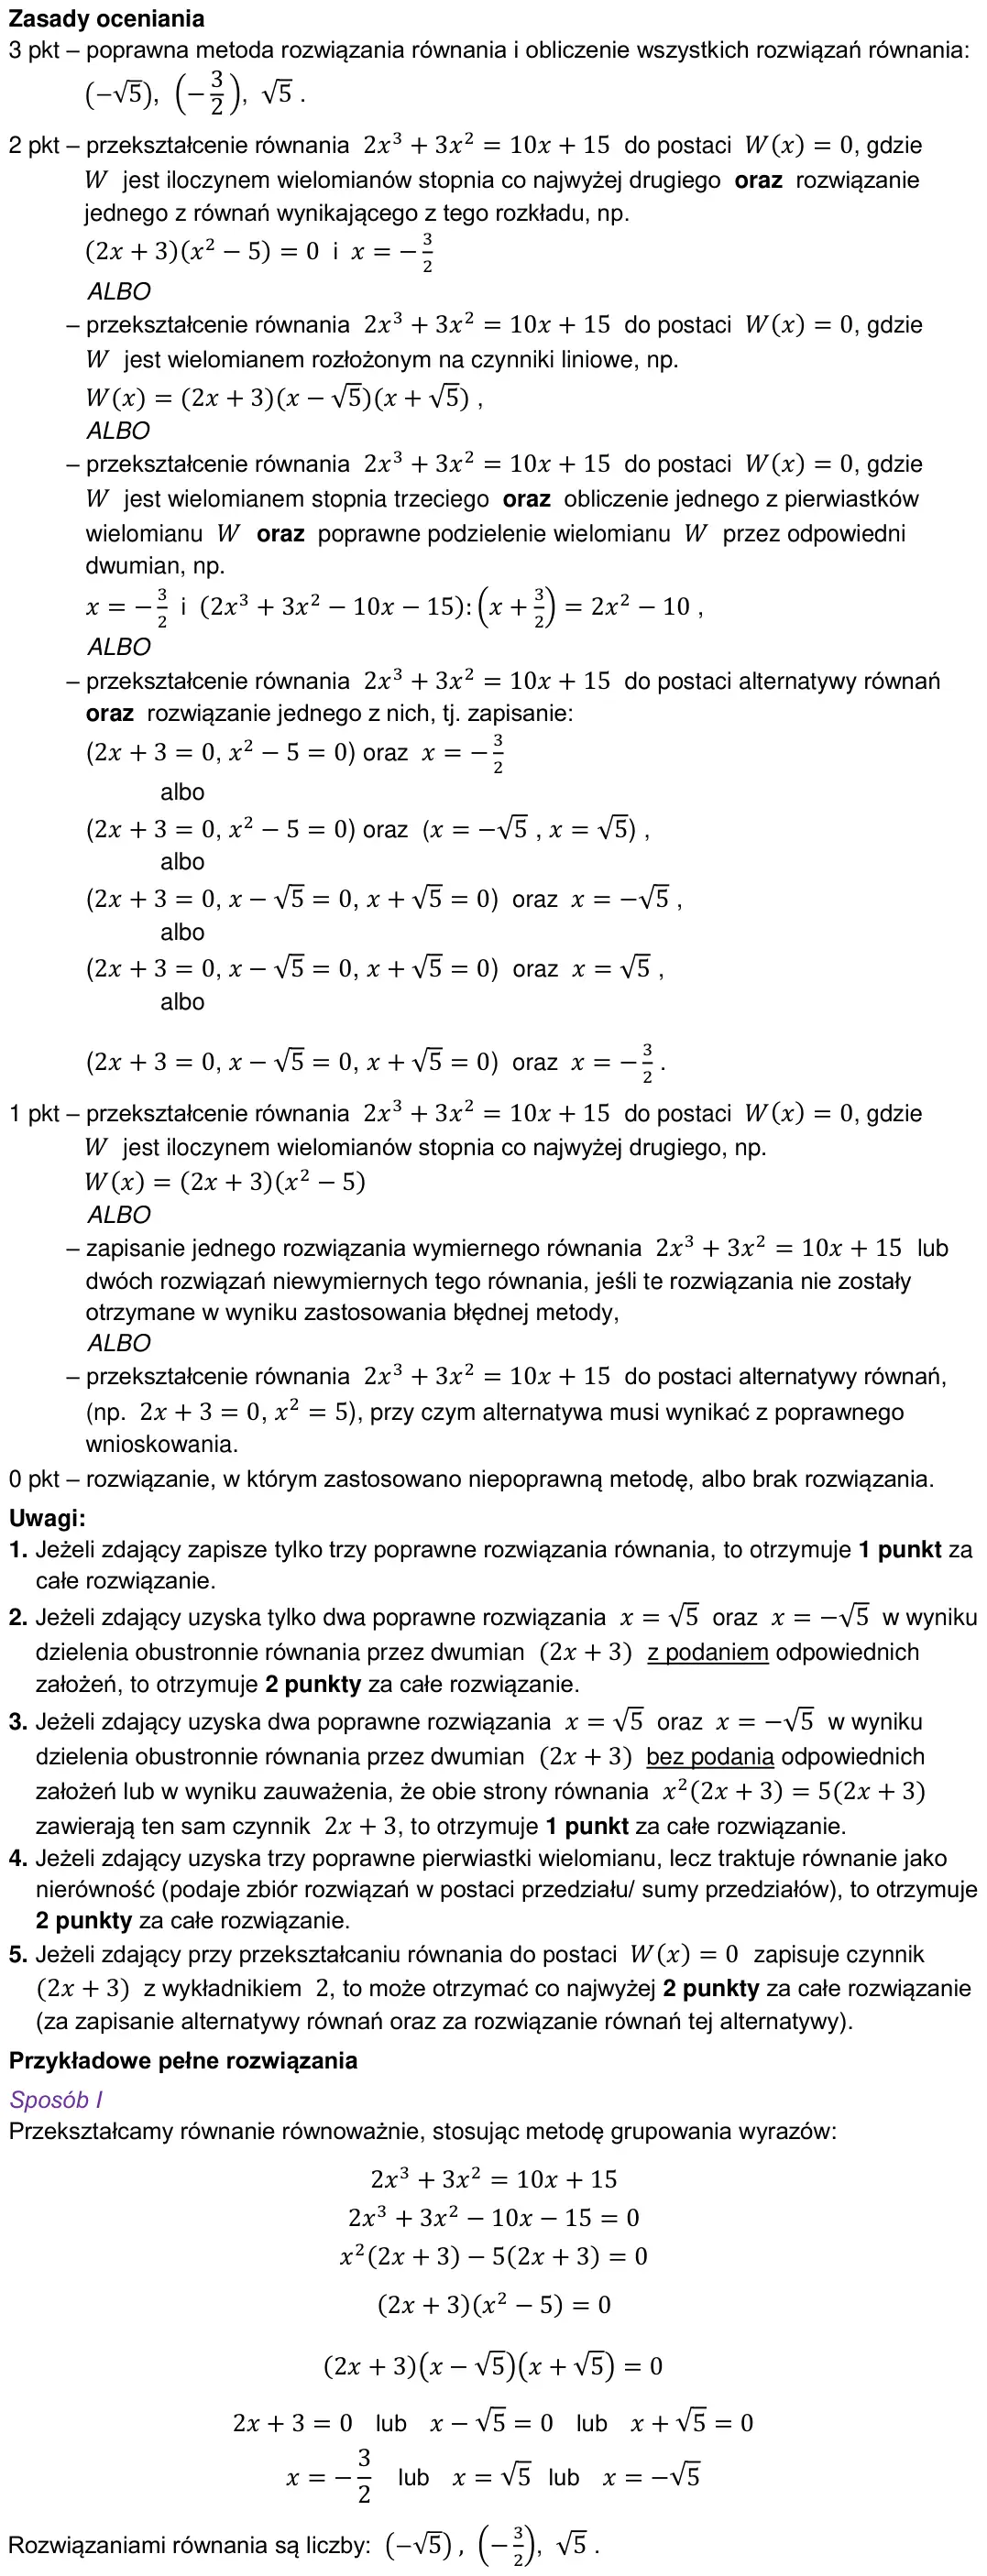 Zasady oceniania
3 pkt – poprawna metoda rozwiązania równania i obliczenie wszystkich rozwiązań równania:
(−√5), (−3/2), √5 .
2 pkt – przekształcenie równania 2x³ + 3x² = 10x + 15 do postaci W(x) = 0, gdzie
W jest iloczynem wielomianów stopnia co najwyżej drugiego oraz rozwiązanie
jednego z równań wynikającego z tego rozkładu, np.
(2x + 3)(x² − 5) = 0 i x = −3/2
ALBO
– przekształcenie równania 2x³ + 3x² = 10x + 15 do postaci W(x) = 0, gdzie
W jest wielomianem rozłożonym na czynniki liniowe, np.
W(x) = (2x + 3)(x − √5)(x + √5) ,
ALBO
– przekształcenie równania 2x³ + 3x² = 10x + 15 do postaci W(x) = 0, gdzie
W jest wielomianem stopnia trzeciego oraz obliczenie jednego z pierwiastków
wielomianu W oraz poprawne podzielenie wielomianu W przez odpowiedni
dwumian, np.
x = −3/2 i (2x³ + 3x² − 10x − 15): (x + 3/2) = 2x² − 10 ,
ALBO
– przekształcenie równania 2x³ + 3x² = 10x + 15 do postaci alternatywy równań
oraz rozwiązanie jednego z nich, tj. zapisanie:
(2x + 3 = 0, x² − 5 = 0) oraz x = −3/2
albo
(2x + 3 = 0, x² − 5 = 0) oraz (x = −√5 , x = √5) ,
albo
(2x + 3 = 0, x − √5 = 0, x + √5 = 0) oraz x = −√5 ,
albo
(2x + 3 = 0, x − √5 = 0, x + √5 = 0) oraz x = √5 ,
albo
(2x + 3 = 0, x − √5 = 0, x + √5 = 0) oraz x = −3/2 .
1 pkt – przekształcenie równania 2x³ + 3x² = 10x + 15 do postaci W(x) = 0, gdzie
W jest iloczynem wielomianów stopnia co najwyżej drugiego, np.
W(x) = (2x + 3)(x² − 5)
ALBO
– zapisanie jednego rozwiązania wymiernego równania 2x³ + 3x² = 10x + 15 lub
dwóch rozwiązań niewymiernych tego równania, jeśli te rozwiązania nie zostały
otrzymane w wyniku zastosowania błędnej metody,
ALBO
– przekształcenie równania 2x³ + 3x² = 10x + 15 do postaci alternatywy równań,
(np. 2x + 3 = 0, x² = 5), przy czym alternatywa musi wynikać z poprawnego
wnioskowania.
0 pkt – rozwiązanie, w którym zastosowano niepoprawną metodę, albo brak rozwiązania.
Uwagi:
1. Jeżeli zdający zapisze tylko trzy poprawne rozwiązania równania, to otrzymuje 1 punkt za
całe rozwiązanie.
2. Jeżeli zdający uzyska tylko dwa poprawne rozwiązania x = √5 oraz x = −√5 w wyniku
dzielenia obustronnie równania przez dwumian (2x + 3) z podaniem odpowiednich
założeń, to otrzymuje 2 punkty za całe rozwiązanie.
3. Jeżeli zdający uzyska dwa poprawne rozwiązania x = √5 oraz x = −√5 w wyniku
dzielenia obustronnie równania przez dwumian (2x + 3) bez podania odpowiednich
założeń lub w wyniku zauważenia, że obie strony równania x²(2x + 3) = 5(2x + 3)
zawierają ten sam czynnik 2x + 3, to otrzymuje 1 punkt za całe rozwiązanie.
4. Jeżeli zdający uzyska trzy poprawne pierwiastki wielomianu, lecz traktuje równanie jako
nierówność (podaje zbiór rozwiązań w postaci przedziału/ sumy przedziałów), to otrzymuje
2 punkty za całe rozwiązanie.
5. Jeżeli zdający przy przekształcaniu równania do postaci W(x) = 0 zapisuje czynnik
(2x + 3) z wykładnikiem 2, to może otrzymać co najwyżej 2 punkty za całe rozwiązanie
(za zapisanie alternatywy równań oraz za rozwiązanie równań tej alternatywy).
Przykładowe pełne rozwiązania
Sposób I
Przekształcamy równanie równoważnie, stosując metodę grupowania wyrazów:
2x³ + 3x² = 10x + 15
2x³ + 3x² − 10x − 15 = 0
x²(2x + 3) − 5(2x + 3) = 0
(2x + 3)(x² − 5) = 0
(2x + 3)(x − √5)(x + √5) = 0
2x + 3 = 0 lub x − √5 = 0 lub x + √5 = 0
x = −3/2 lub x = √5 lub x = −√5
Rozwiązaniami równania są liczby: (−√5) , (−3/2), √5 .